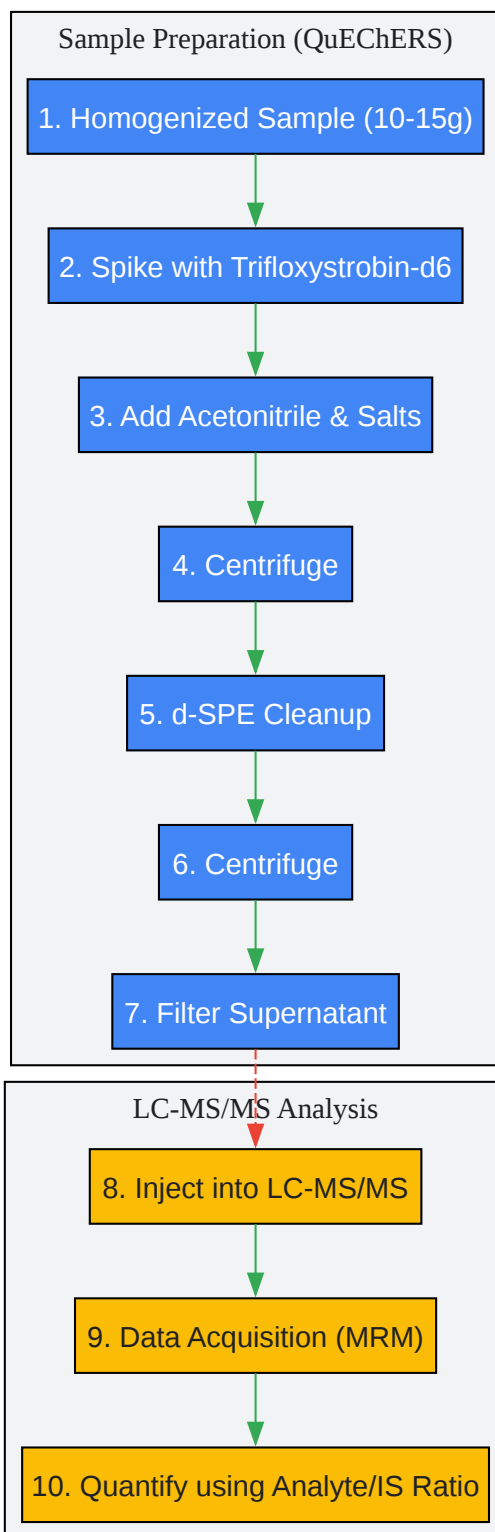 Sample Preparation (QuEChERS)
1. Homogenized Sample (10-15g)
2. Spike with Trifloxystrobin-d6
3. Add Acetonitrile & Salts
4. Centrifuge
5. d-SPE Cleanup
6. Centrifuge
7. Filter Supernatant
LC-MS/MS Analysis
8. Inject into LC-MS/MS
9. Data Acquisition (MRM)
10. Quantify using Analyte/IS Ratio